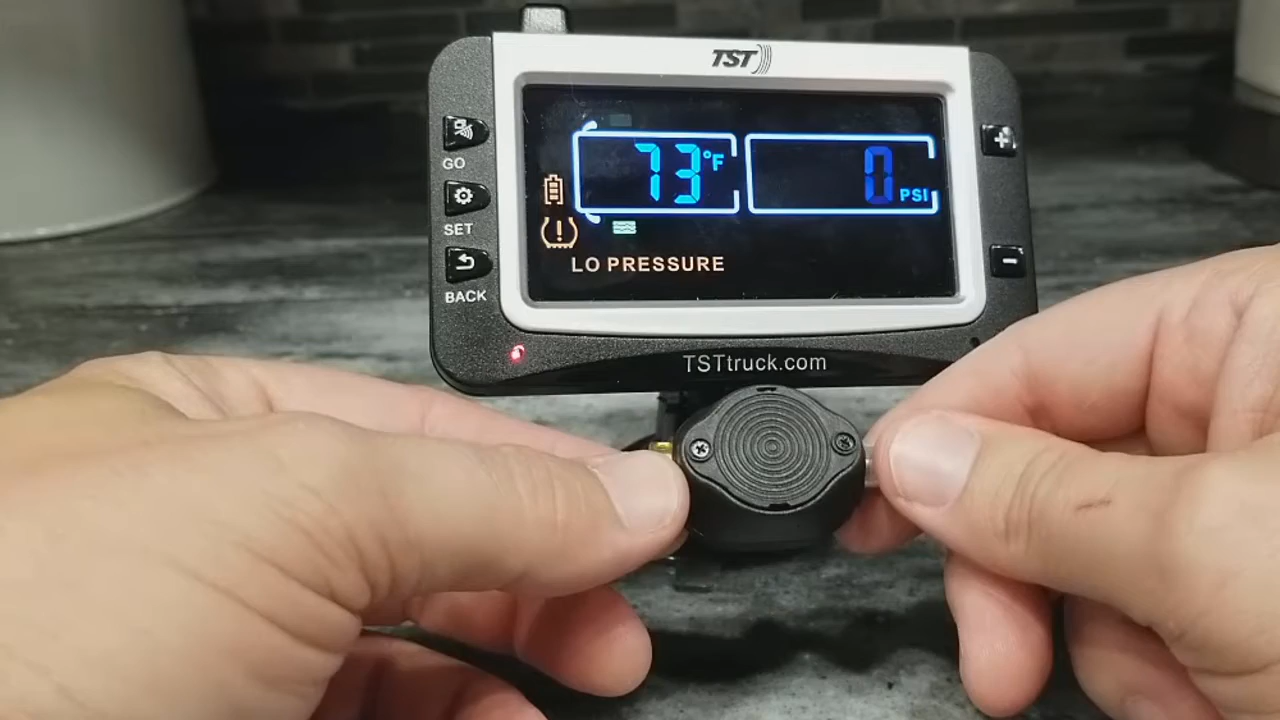 TST
GO
73°F
0 PSI
SET
LO PRESSURE
BACK
TSTtruck.com